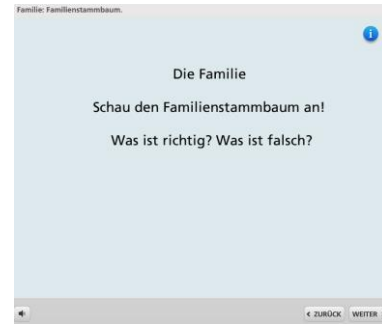 Familie: Familienstammbaum.
i
Die Familie
Schau den Familienstammbaum an!
Was ist richtig? Was ist falsch?
< ZURÜCK WEITER